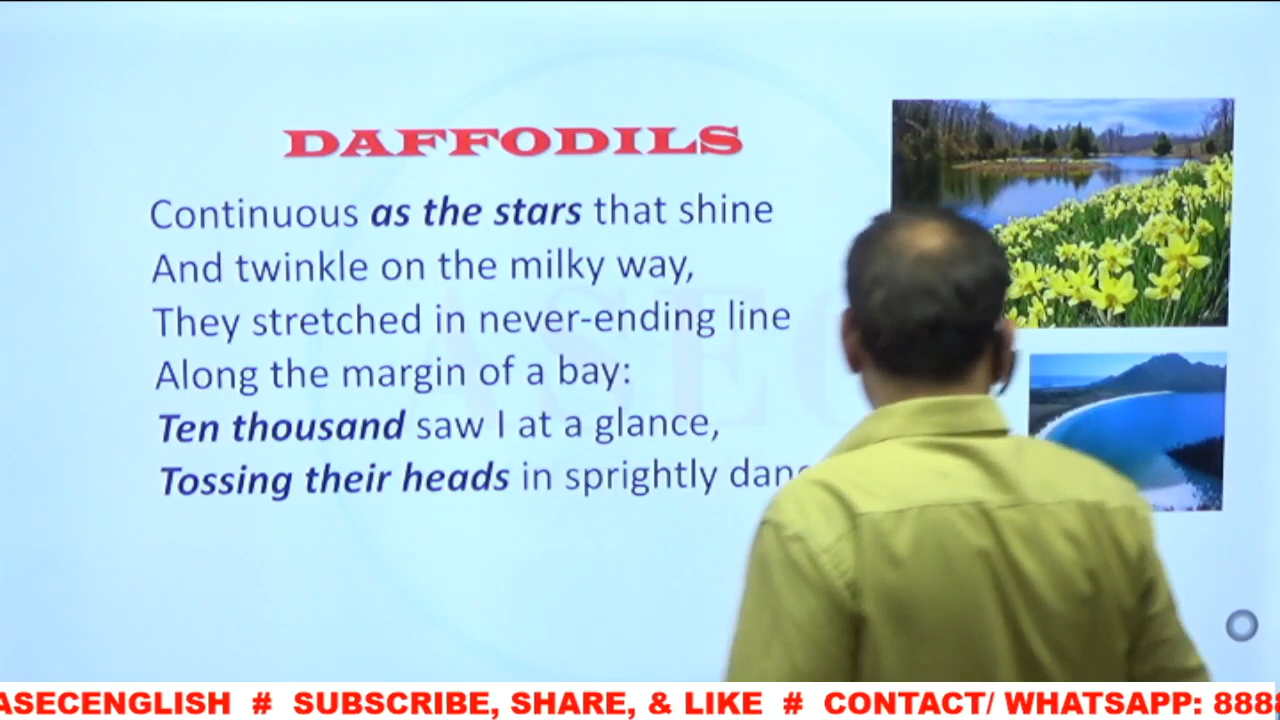 DAFFODILS
Continuous as the stars that shine
And twinkle on the milky way,
They stretched in never-ending line
Along the margin of a bay:
Ten thousand saw I at a glance,
Tossing their heads in sprightly
ASECENGLISH # SUBSCRIBE, SHARE, & LIKE # CONTACT/ WHATSAPP: 888